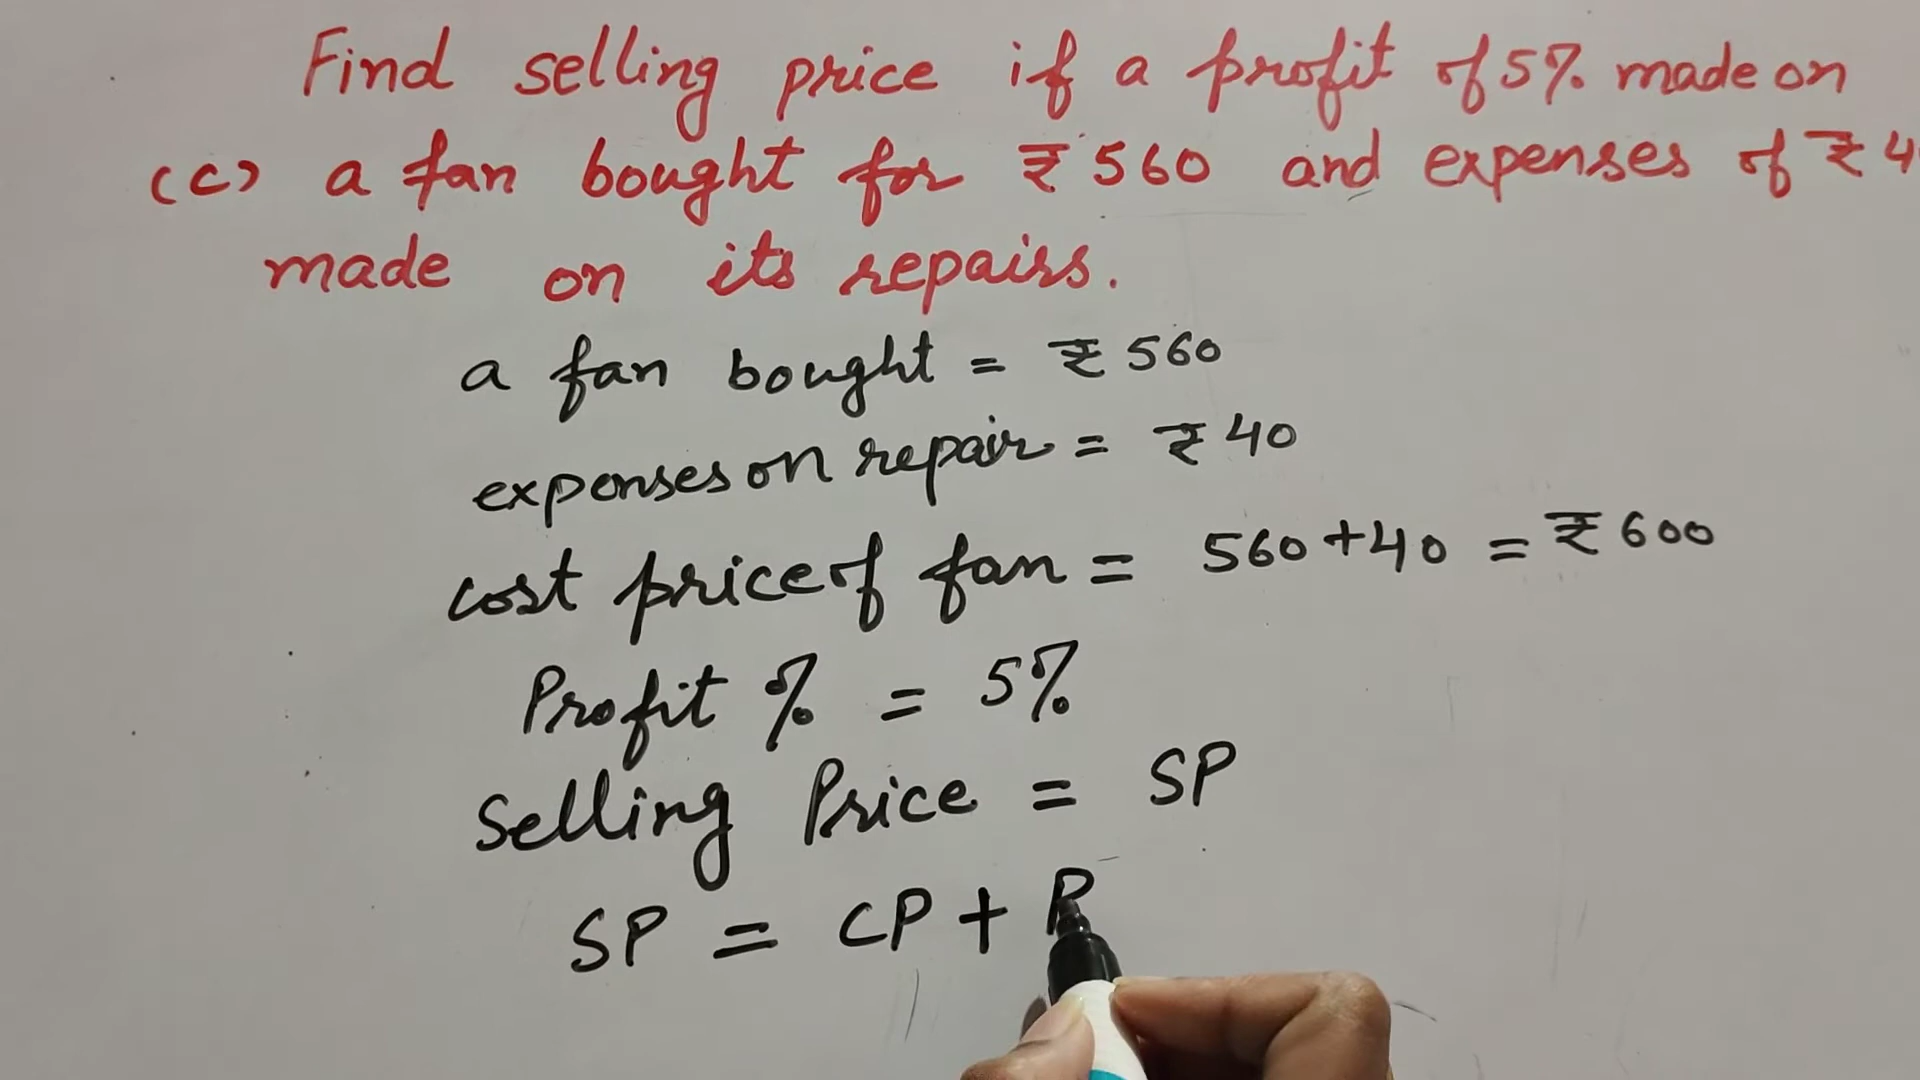 Find selling price if a profit of 5% made on
(c) a fan bought for ₹ 560 and expenses of ₹ 4
made on its repairs.
a fan bought = ₹ 560
expenses on repair = ₹ 40
cost price of fan = 560 + 40 = ₹ 600
Profit % = 5%
Selling Price = SP
SP = CP + P